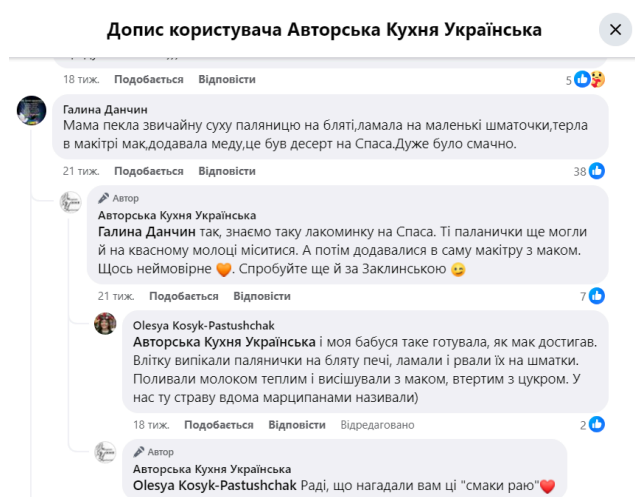 Допис користувача Авторська Кухня Українська
18 тиж. Подобається Відповісти 5
Галина Данчин
Мама пекла звичайну суху паляницю на бляті,ламала на маленькі шматочки,терла
в макітрі мак,додавала меду,це був десерт на Спаса.Дуже було смачно.
21 тиж. Подобається Відповісти 38
Автор
Авторська Кухня Українська
Галина Данчин так, знаємо таку лакоминку на Спаса. Ті паланички ще могли
й на квасному молоці міситися. А потім додавалися в саму макітру з маком.
Щось неймовірне 🧡. Спробуйте ще й за Заклинською 😉
21 тиж. Подобається Відповісти 7
Olesya Kosyk-Pastushchak
Авторська Кухня Українська і моя бабуся таке готувала, як мак достигав.
Влітку випікали палянички на бляту печі, ламали і рвали їх на шматки.
Поливали молоком теплим і висішували з маком, втертим з цукром. У
нас ту страву вдома марципанами називали)
18 тиж. Подобається Відповісти Відредаговано 2
Автор
Авторська Кухня Українська
Olesya Kosyk-Pastushchak Раді, що нагадали вам ці "смаки раю"❤️